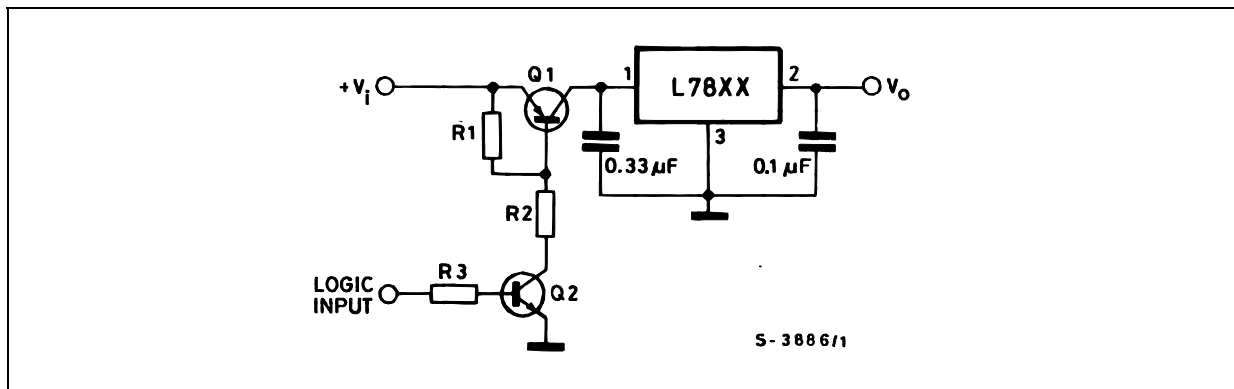 +Vi
Q1
1
L78XX
2
Vo
R1
3
0.33µF
0.1µF
R2
LOGIC
INPUT
R3
Q2
S-3886/1